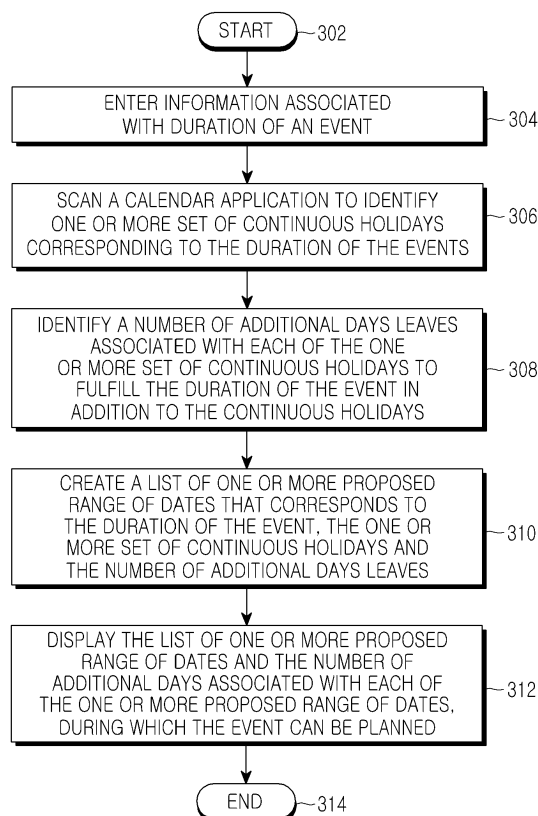 START
302
ENTER INFORMATION ASSOCIATED
WITH DURATION OF AN EVENT
304
SCAN A CALENDAR APPLICATION TO IDENTIFY
ONE OR MORE SET OF CONTINUOUS HOLIDAYS
CORRESPONDING TO THE DURATION OF THE EVENTS
306
IDENTIFY A NUMBER OF ADDITIONAL DAYS LEAVES
ASSOCIATED WITH EACH OF THE ONE
OR MORE SET OF CONTINUOUS HOLIDAYS TO
FULFILL THE DURATION OF THE EVENT IN
ADDITION TO THE CONTINUOUS HOLIDAYS
308
CREATE A LIST OF ONE OR MORE PROPOSED
RANGE OF DATES THAT CORRESPONDS TO
THE DURATION OF THE EVENT, THE ONE OR
MORE SET OF CONTINUOUS HOLIDAYS AND
THE NUMBER OF ADDITIONAL DAYS LEAVES
310
DISPLAY THE LIST OF ONE OR MORE PROPOSED
RANGE OF DATES AND THE NUMBER OF
ADDITIONAL DAYS ASSOCIATED WITH EACH OF
THE ONE OR MORE PROPOSED RANGE OF DATES,
DURING WHICH THE EVENT CAN BE PLANNED
312
END
314